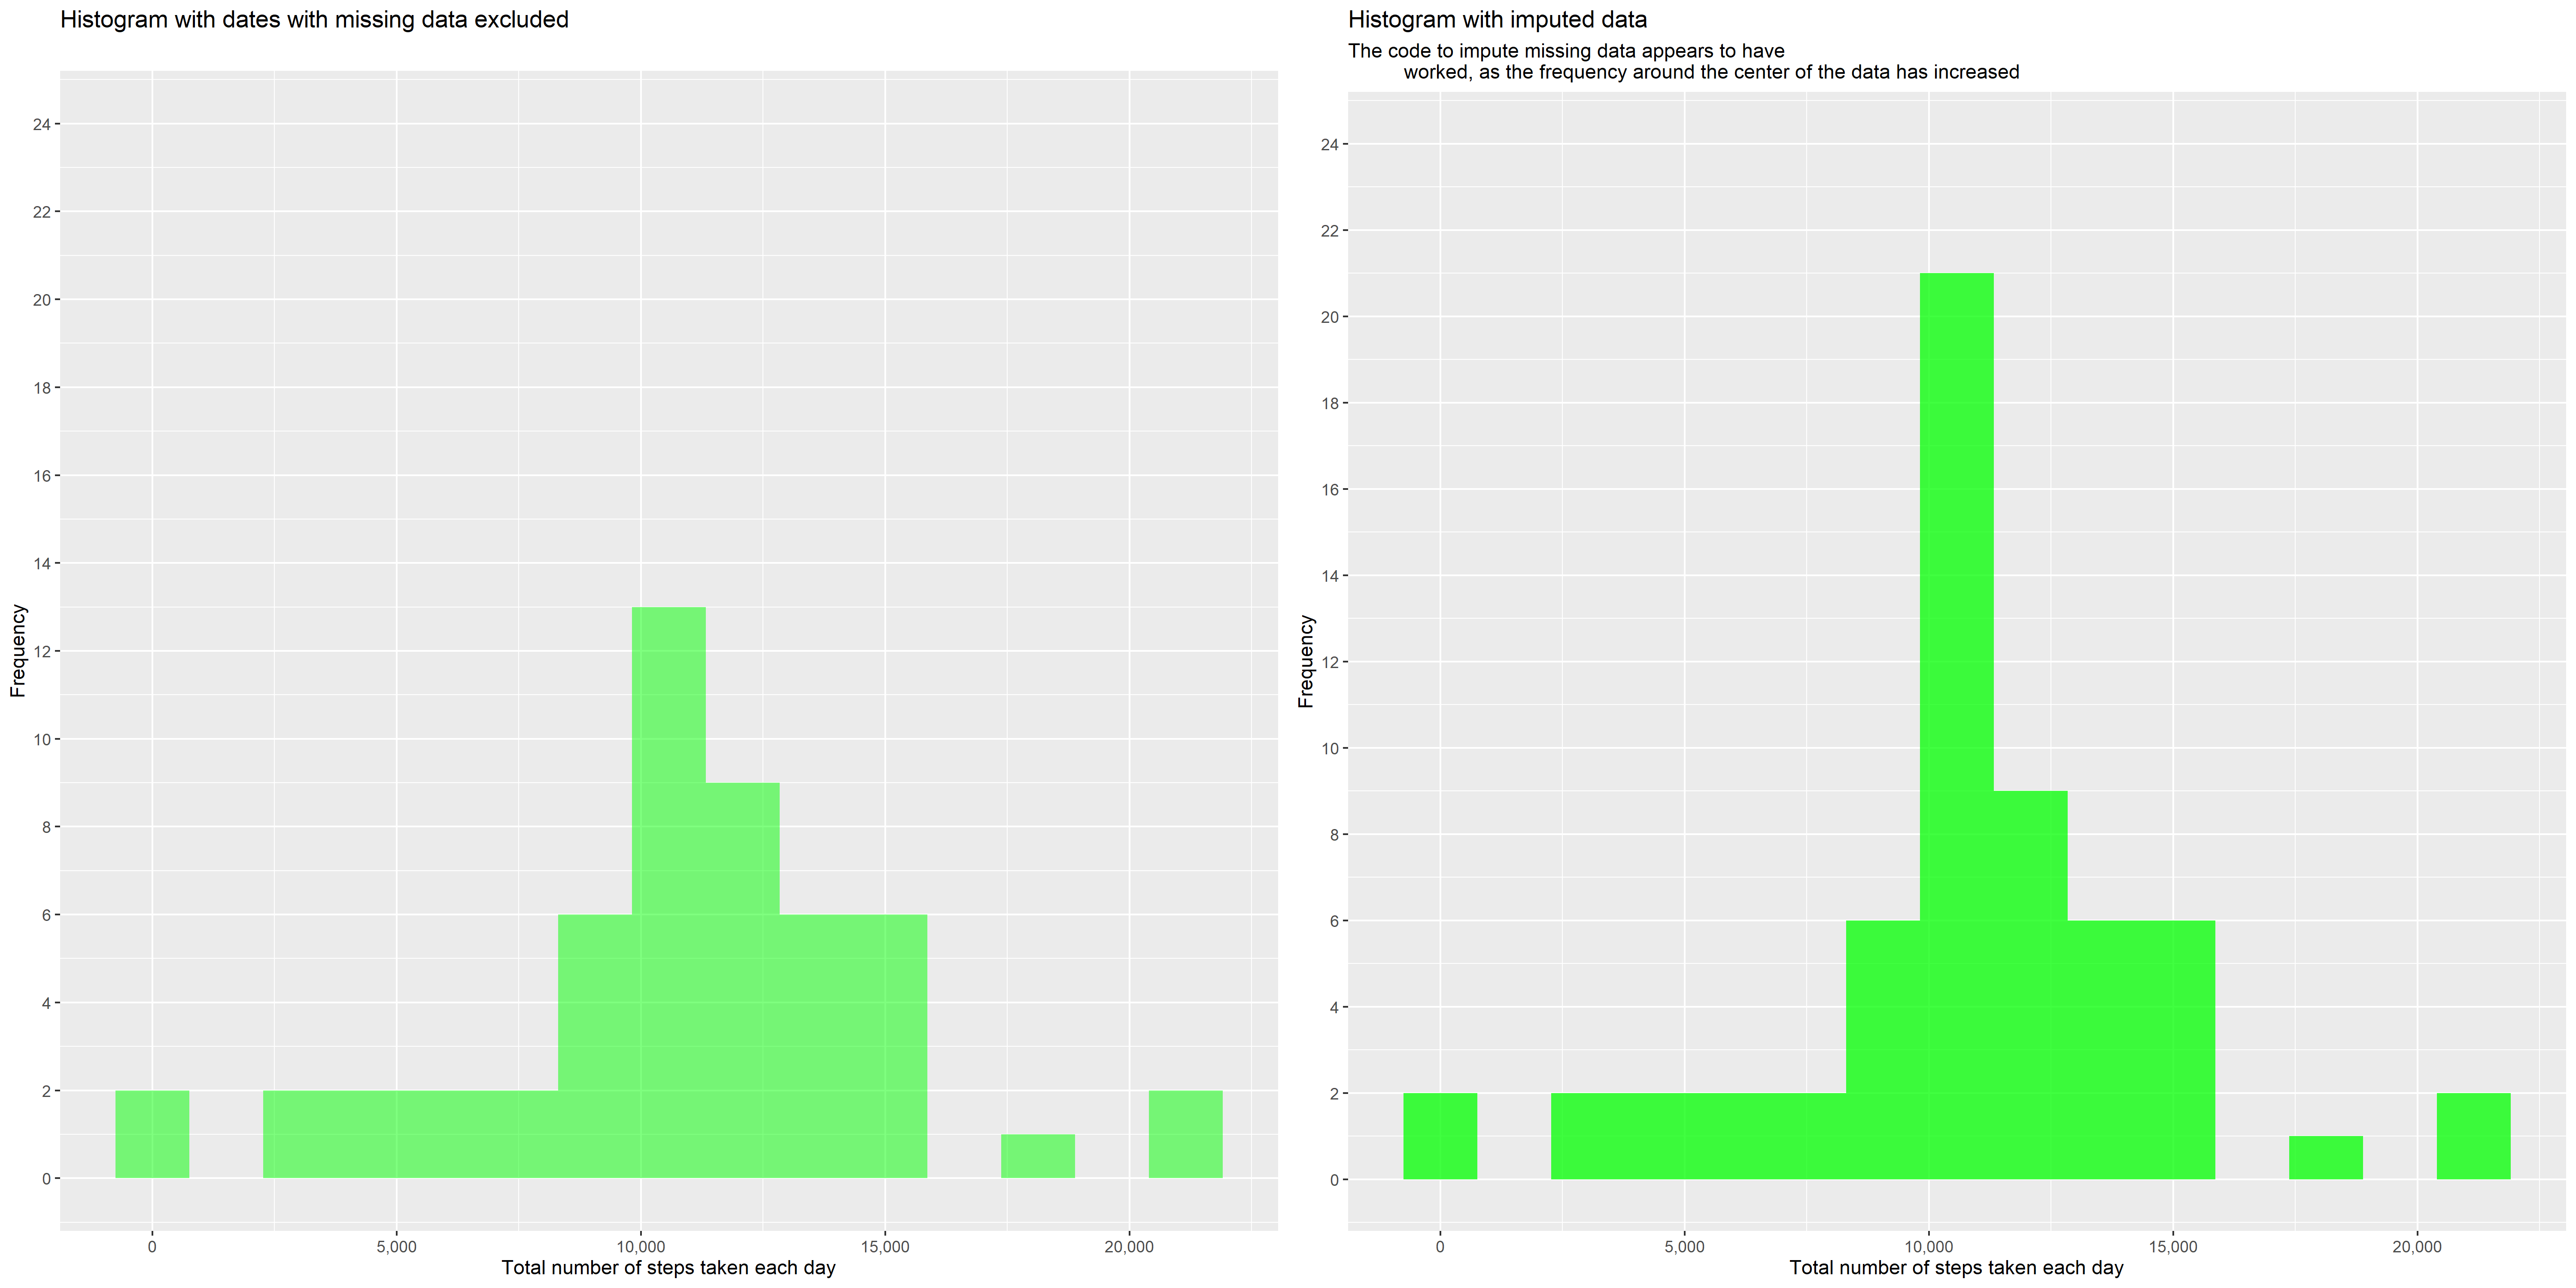 Histogram with dates with missing data excluded
24
22
20
18
16
14
12
10
8
6
4
2
0
Frequency
0 5,000 10,000 15,000 20,000
Total number of steps taken each day
Histogram with imputed data
The code to impute missing data appears to have
worked, as the frequency around the center of the data has increased
24
22
20
18
16
14
12
10
8
6
4
2
0
Frequency
0 5,000 10,000 15,000 20,000
Total number of steps taken each day